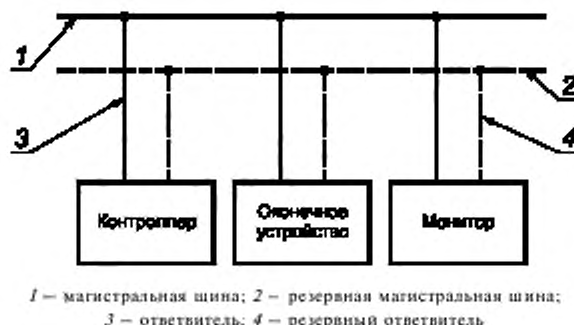 1
2
3
4
Контроллер
Оконечное
устройство
Монитор
1 — магистральная шина; 2 — резервная магистральная шина;
3 — ответвитель; 4 — резервный ответвитель